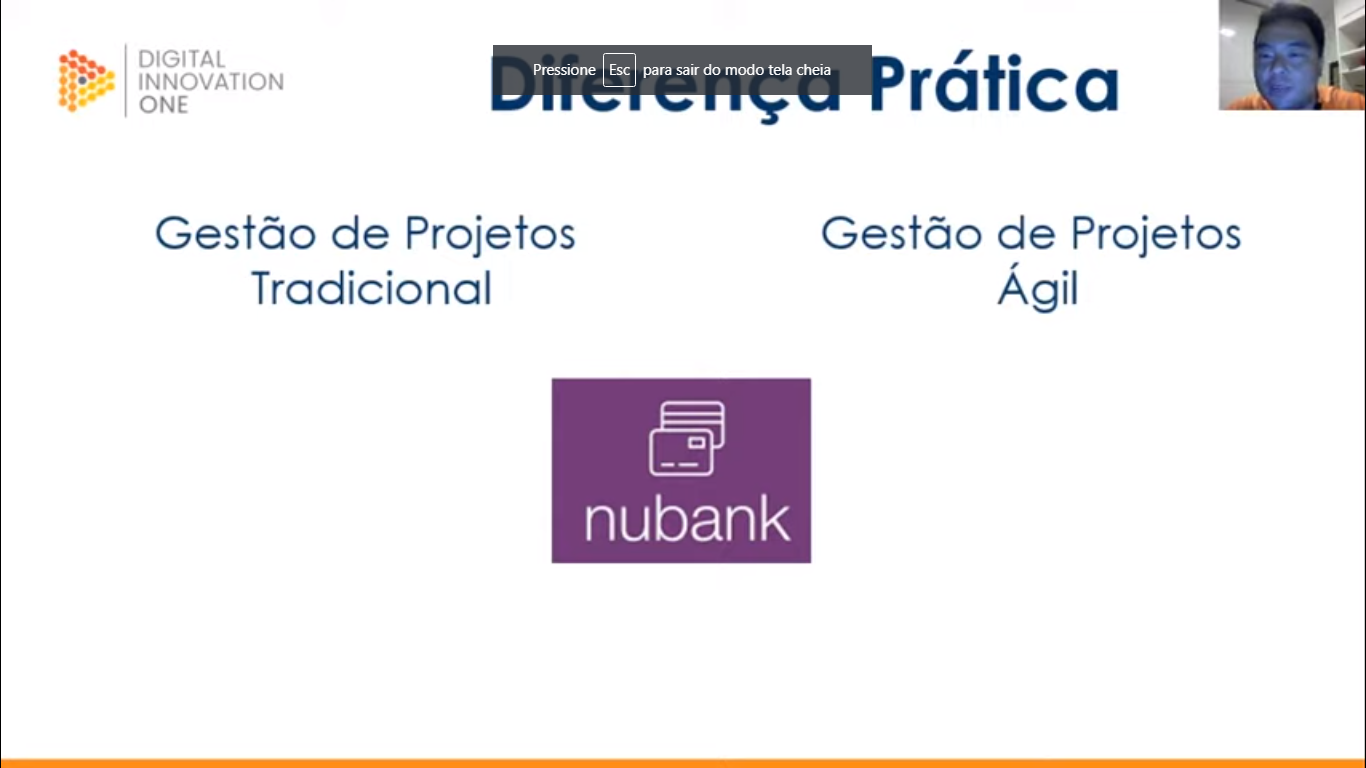 DIGITAL
INNOVATION
ONE
Pressione Esc para sair do modo tela cheia
Diferença Prática
Gestão de Projetos
Tradicional
Gestão de Projetos
Ágil
nubank